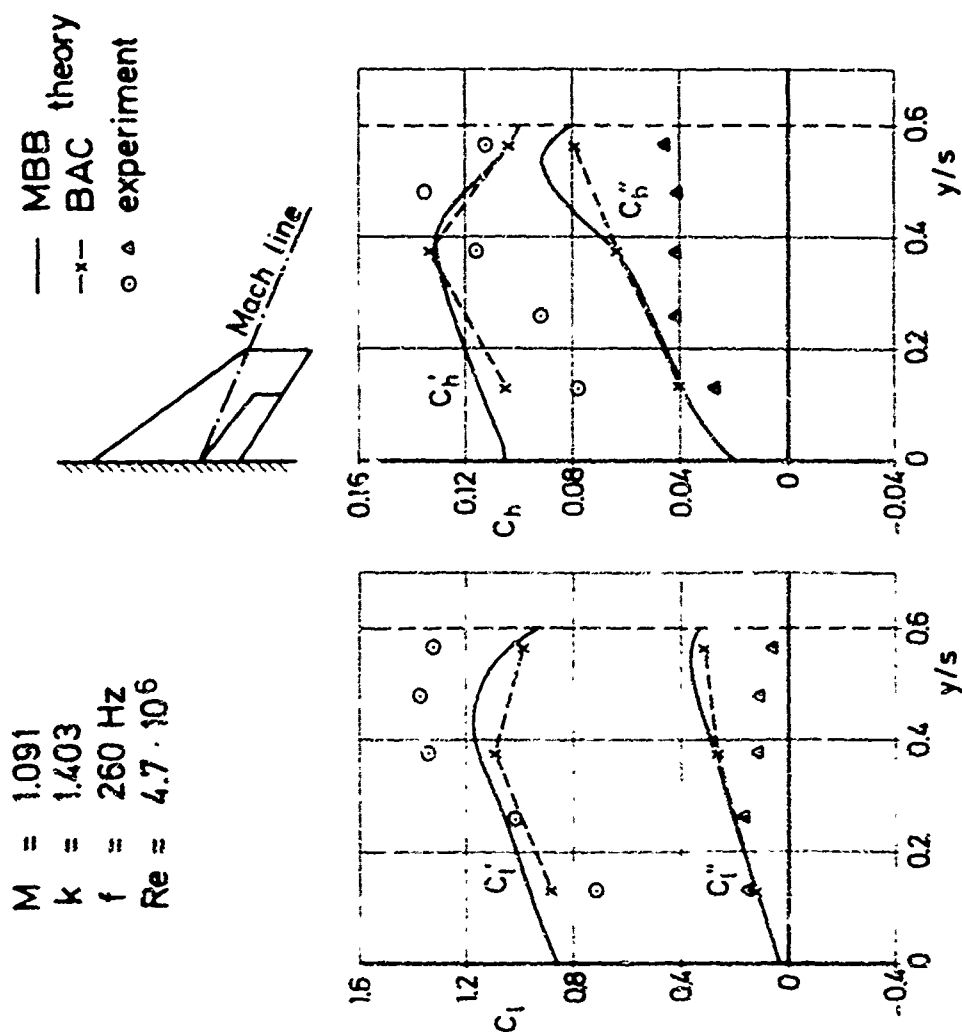 M = 1.091
k = 1.403
f = 260 Hz
Re = 4.7 · 10⁶
Mach line
— MBB
-x- BAC theory
⊙ △ experiment
1.6
1.2
0.8
0.4
0
-0.4
C_l
C_l'
C_l''
0 0.2 0.4 0.6
y/s
0.16
0.12
0.08
0.04
0
-0.04
C_h
C_h'
C_h''
0 0.2 0.4 0.6
y/s